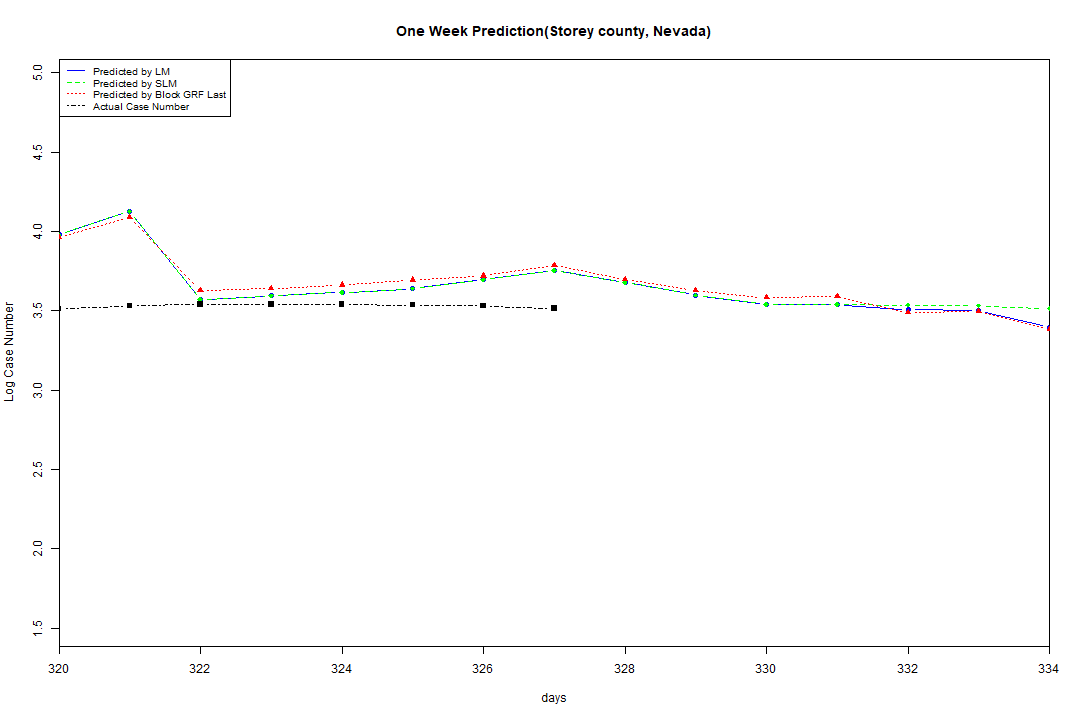 One Week Prediction(Storey county, Nevada)
Predicted by LM
Predicted by SLM
Predicted by Block GRF Last
Actual Case Number
5.0
4.5
4.0
3.5
3.0
2.5
2.0
1.5
Log Case Number
320 322 324 326 328 330 332 334
days